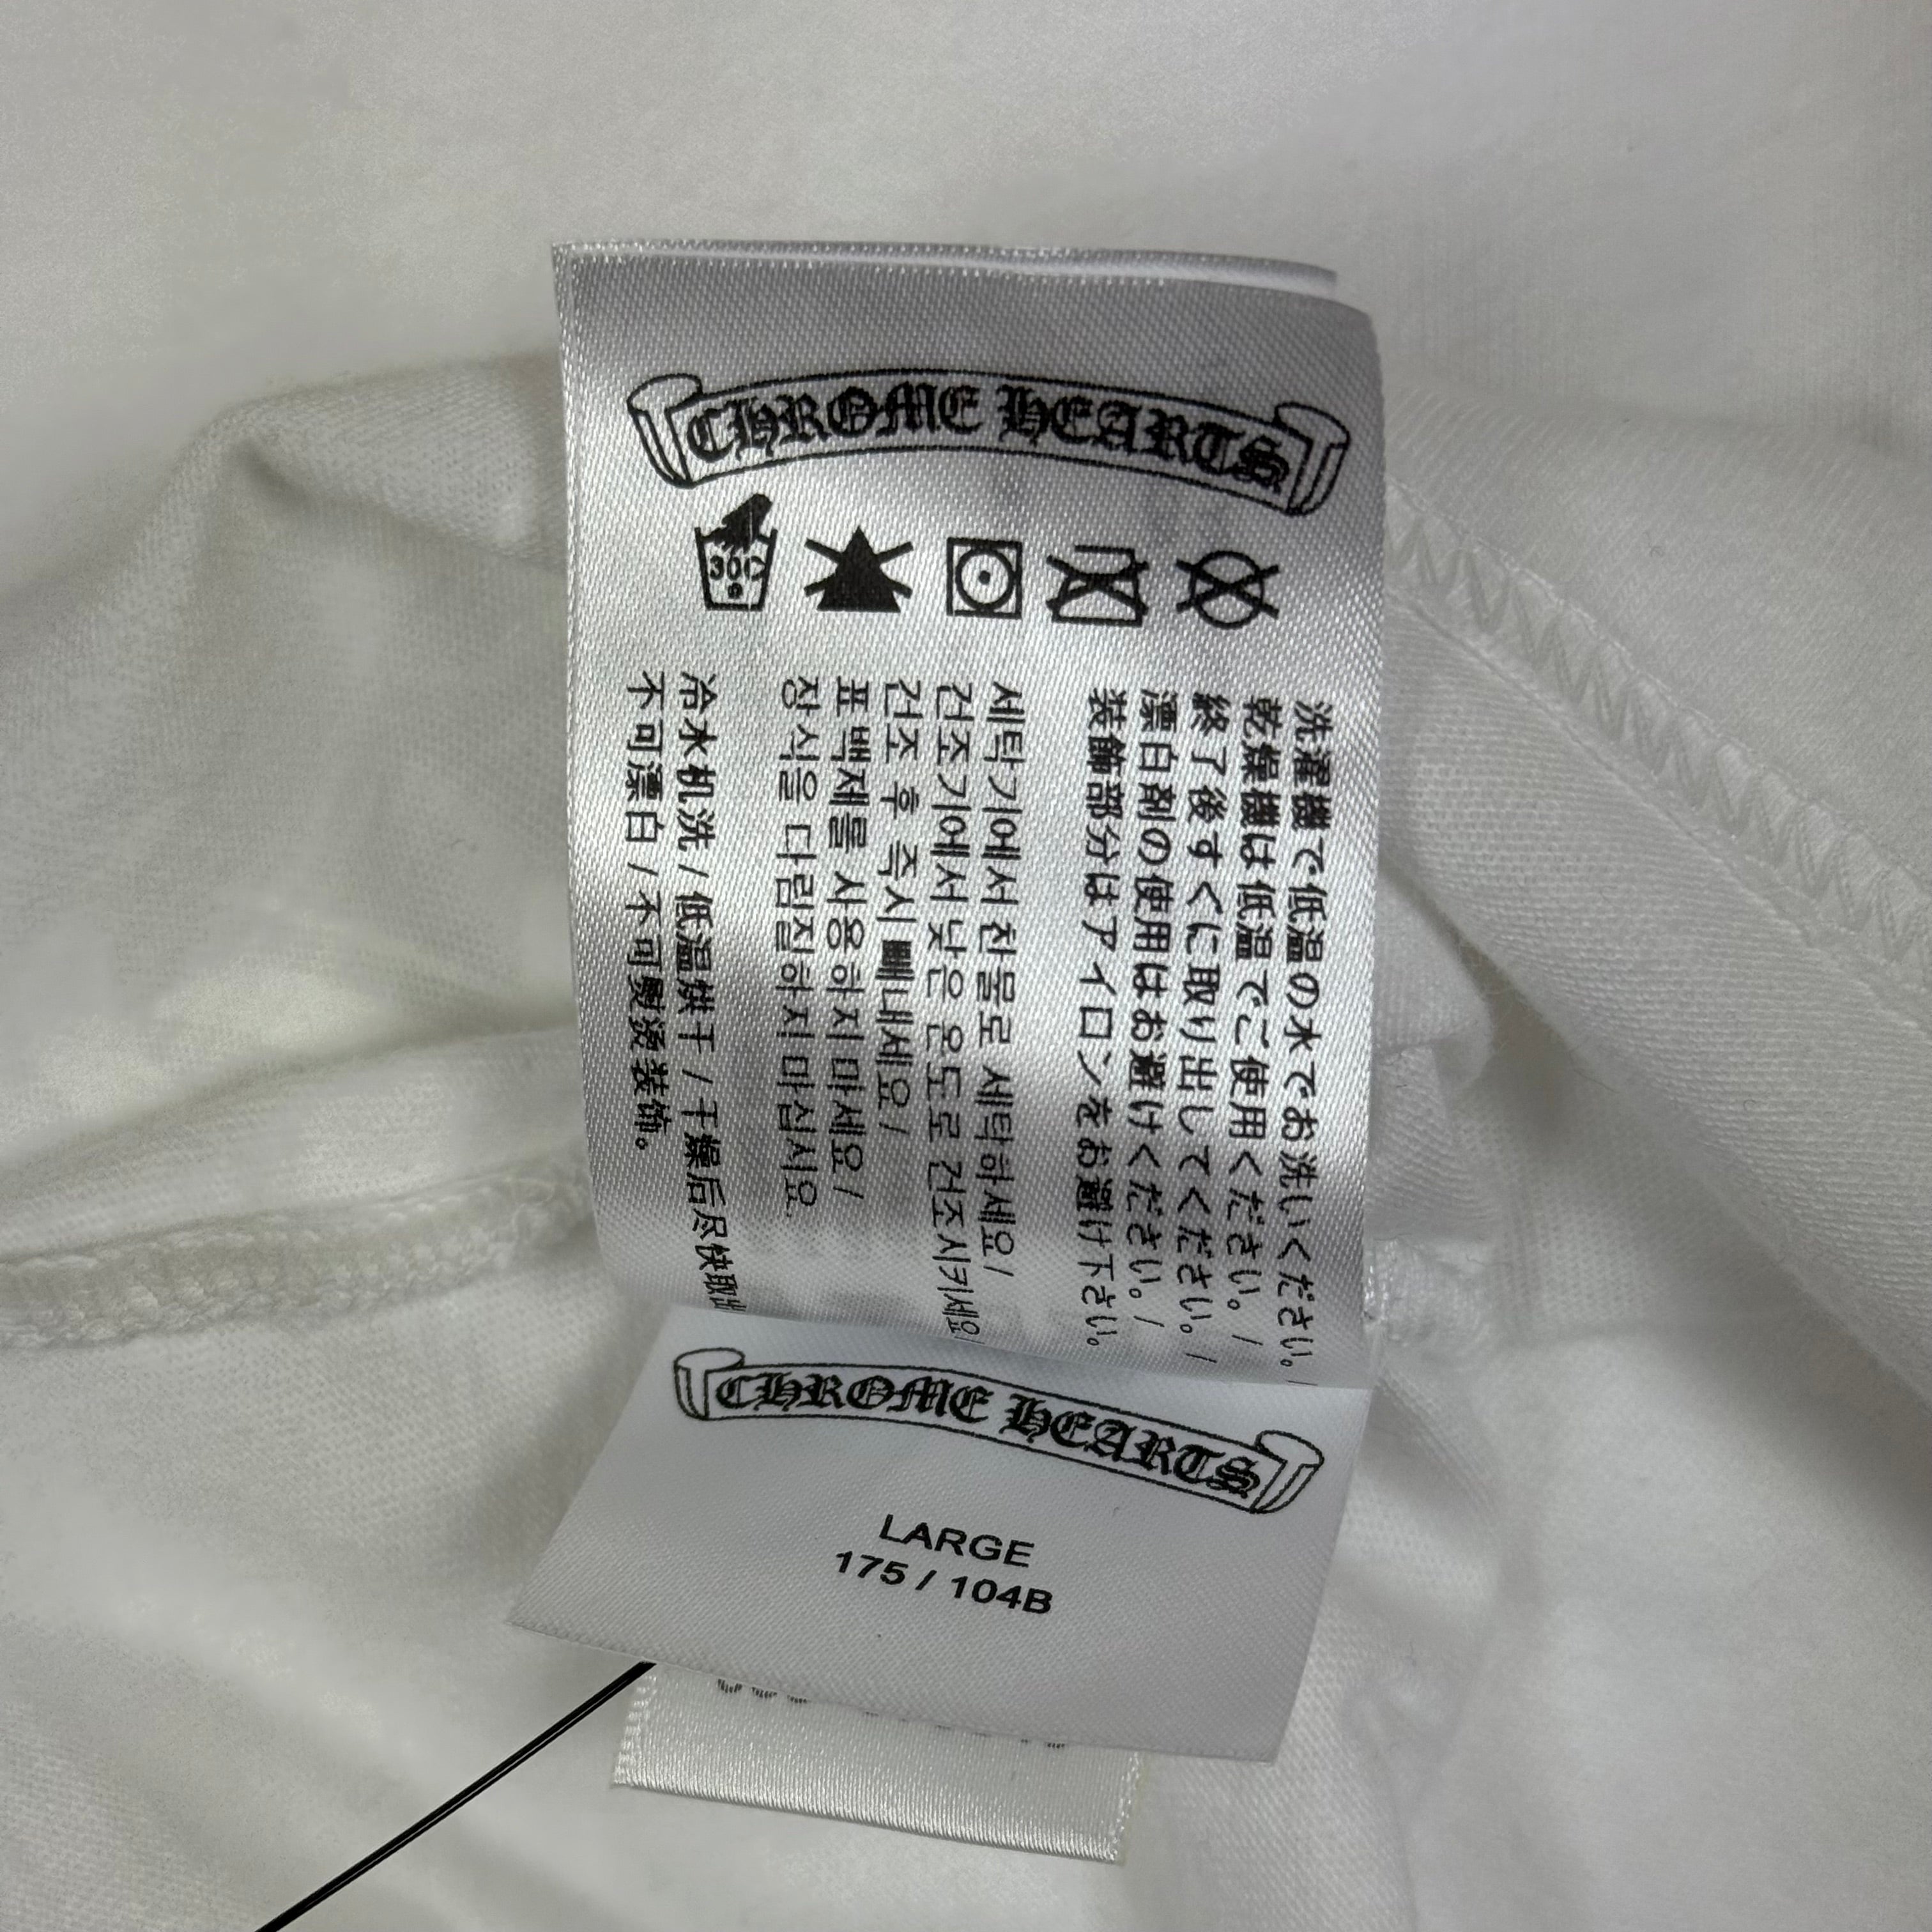 CHROME HEARTS
30C
洗濯機で低温の水でお洗いください。/
乾燥機は低温でご使用ください。/
終了後すぐに取り出してください。/
漂白剤の使用はお避けください。/
装飾部分はアイロンをお避け下さい。
세탁기에서 찬물로 세탁하세요/
건조기에서 낮은 온도로 건조시키세요/
건조 후 즉시 빼내세요/
표백제를 사용하지 마세요/
장식을 다림질하지 마십시요.
冷水机洗/低温烘干/干燥后尽快取出
不可漂白/不可熨烫装饰。
CHROME HEARTS
LARGE
175 / 104B